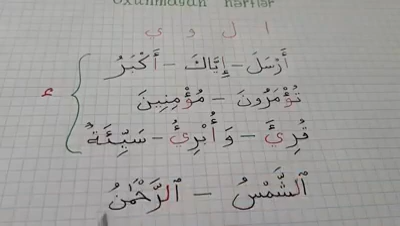 Oxunmayan hərflər
ا ل و ي
أَرْسَلَ – إِيَّاكَ – أَكْبَرُ
ء
تُؤْمَرُونَ – مُؤْمِنِينَ
قُرِئَ – وَ أُبْرِئُ – سَيِّئَةً
اَلشَّمْسُ – اَلرَّحْمٰنُ